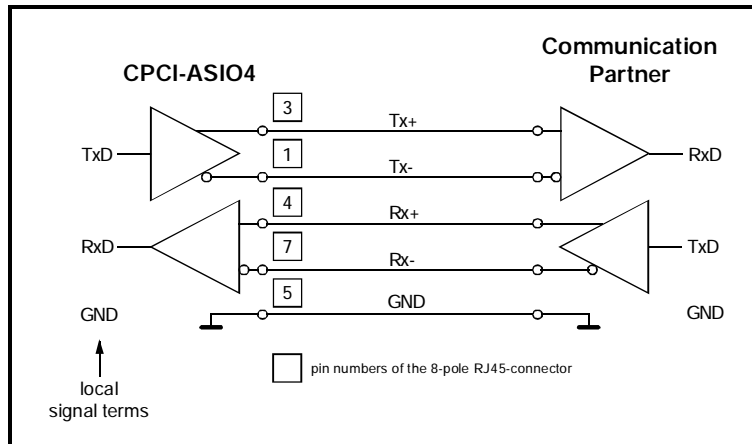 CPCI-ASIO4
Communication
Partner
3
Tx+
TxD
1
RxD
Tx-
4
Rx+
RxD
7
TxD
Rx-
5
GND
GND
GND
pin numbers of the 8-pole RJ45-connector
local
signal terms